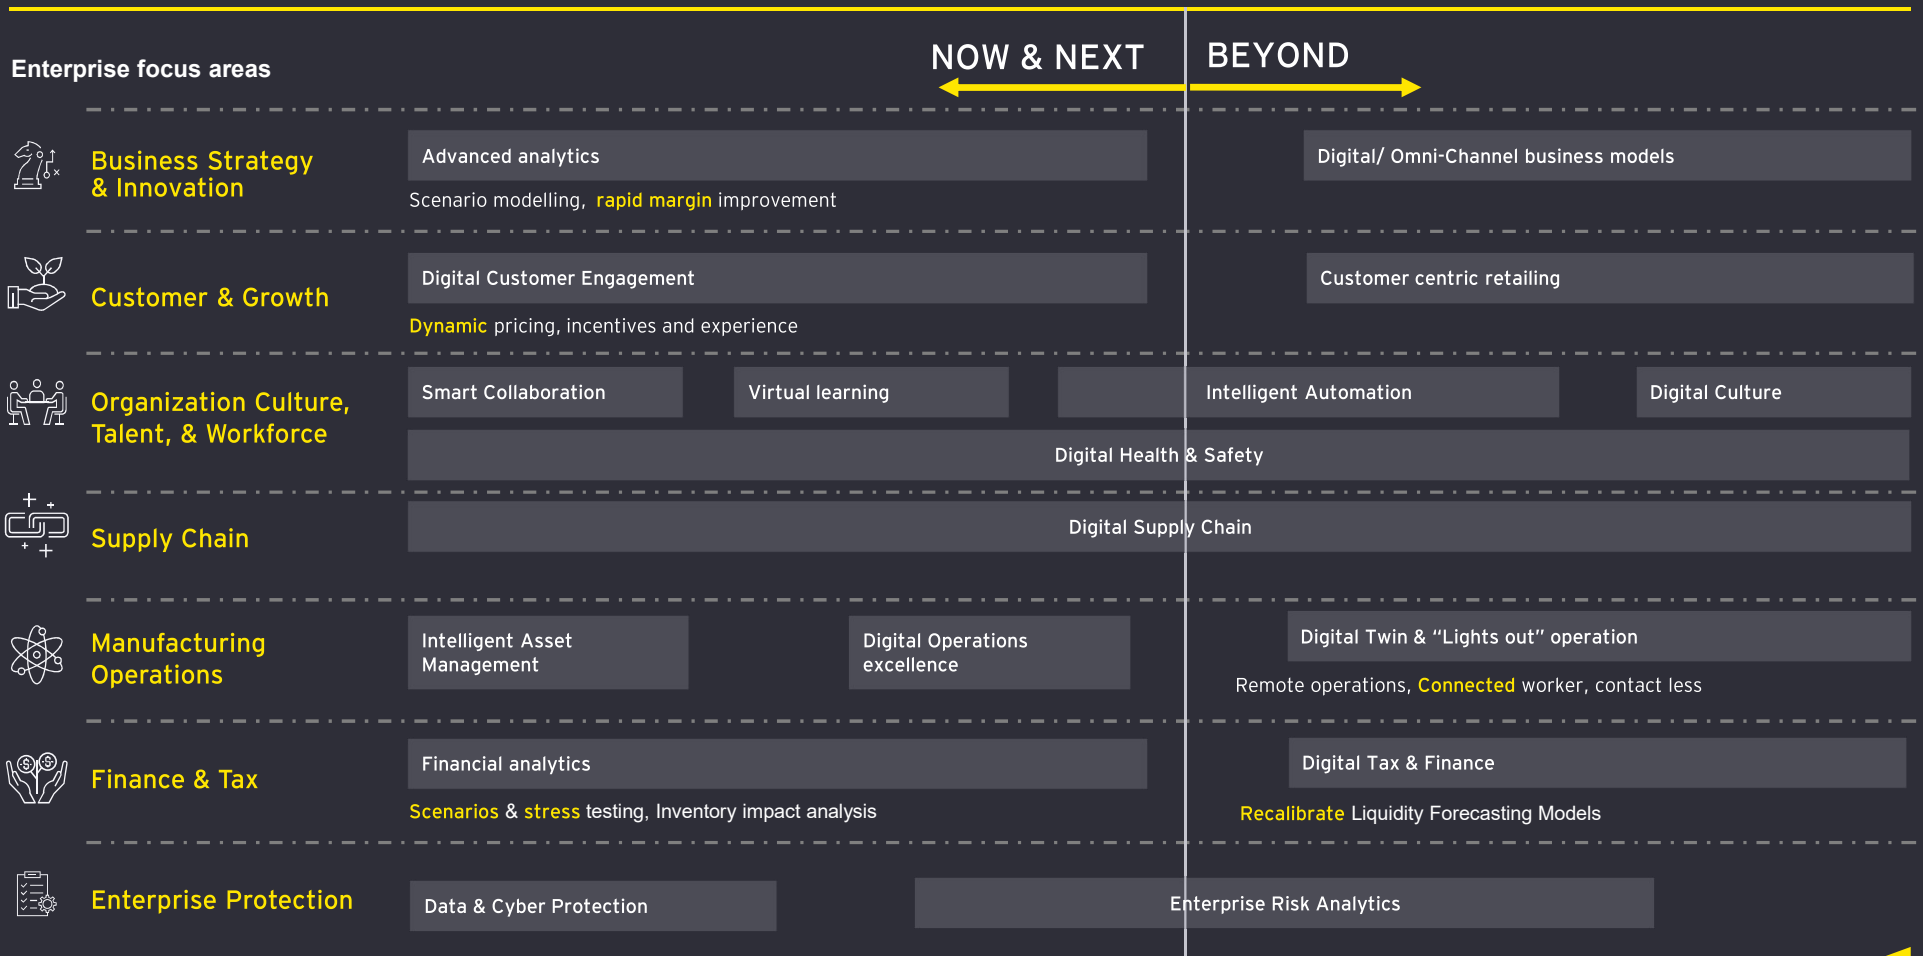 Enterprise focus areas
NOW & NEXT
BEYOND
Business Strategy
& Innovation
Advanced analytics
Scenario modelling, rapid margin improvement
Digital/ Omni-Channel business models
Customer & Growth
Digital Customer Engagement
Dynamic pricing, incentives and experience
Customer centric retailing
Organization Culture,
Talent, & Workforce
Smart Collaboration
Virtual learning
Intelligent Automation
Digital Culture
Digital Health & Safety
Supply Chain
Digital Supply Chain
Manufacturing
Operations
Intelligent Asset
Management
Digital Operations
excellence
Digital Twin & “Lights out” operation
Remote operations, Connected worker, contact less
Finance & Tax
Financial analytics
Scenarios & stress testing, Inventory impact analysis
Digital Tax & Finance
Recalibrate Liquidity Forecasting Models
Enterprise Protection
Data & Cyber Protection
Enterprise Risk Analytics